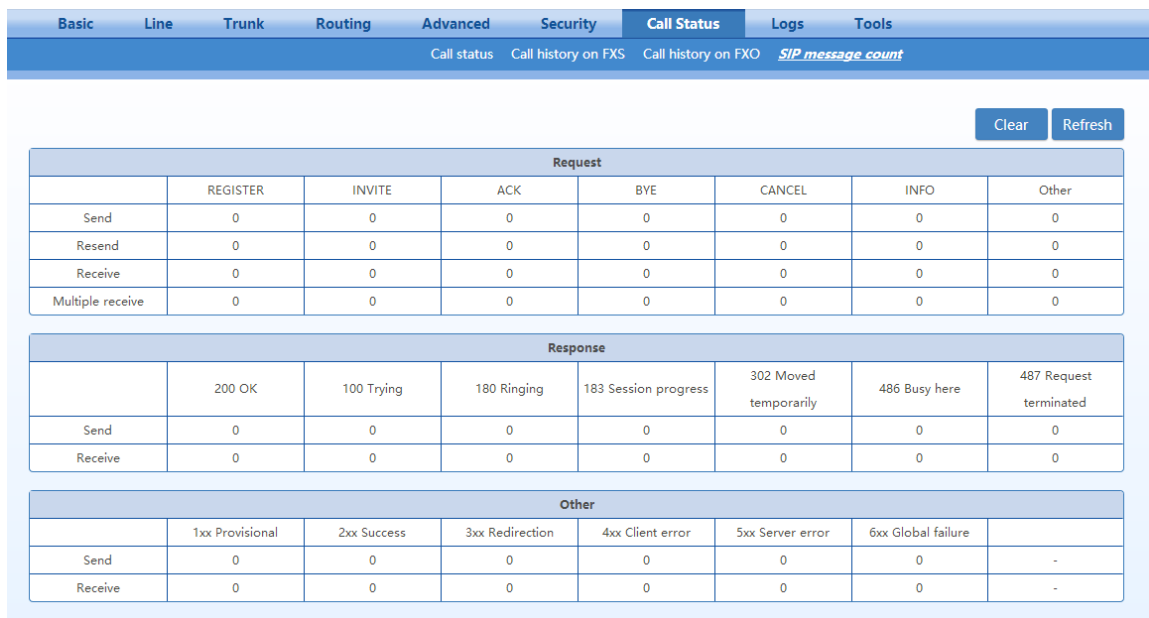 Basic Line Trunk Routing Advanced Security Call Status Logs Tools
Call status Call history on FXS Call history on FXO SIP message count
Clear Refresh
Request
REGISTER INVITE ACK BYE CANCEL INFO Other
Send 0 0 0 0 0 0 0
Resend 0 0 0 0 0 0 0
Receive 0 0 0 0 0 0 0
Multiple receive 0 0 0 0 0 0 0
Response
200 OK 100 Trying 180 Ringing 183 Session progress 302 Moved temporarily 486 Busy here 487 Request terminated
Send 0 0 0 0 0 0 0
Receive 0 0 0 0 0 0 0
Other
1xx Provisional 2xx Success 3xx Redirection 4xx Client error 5xx Server error 6xx Global failure
Send 0 0 0 0 0 0 -
Receive 0 0 0 0 0 0 -